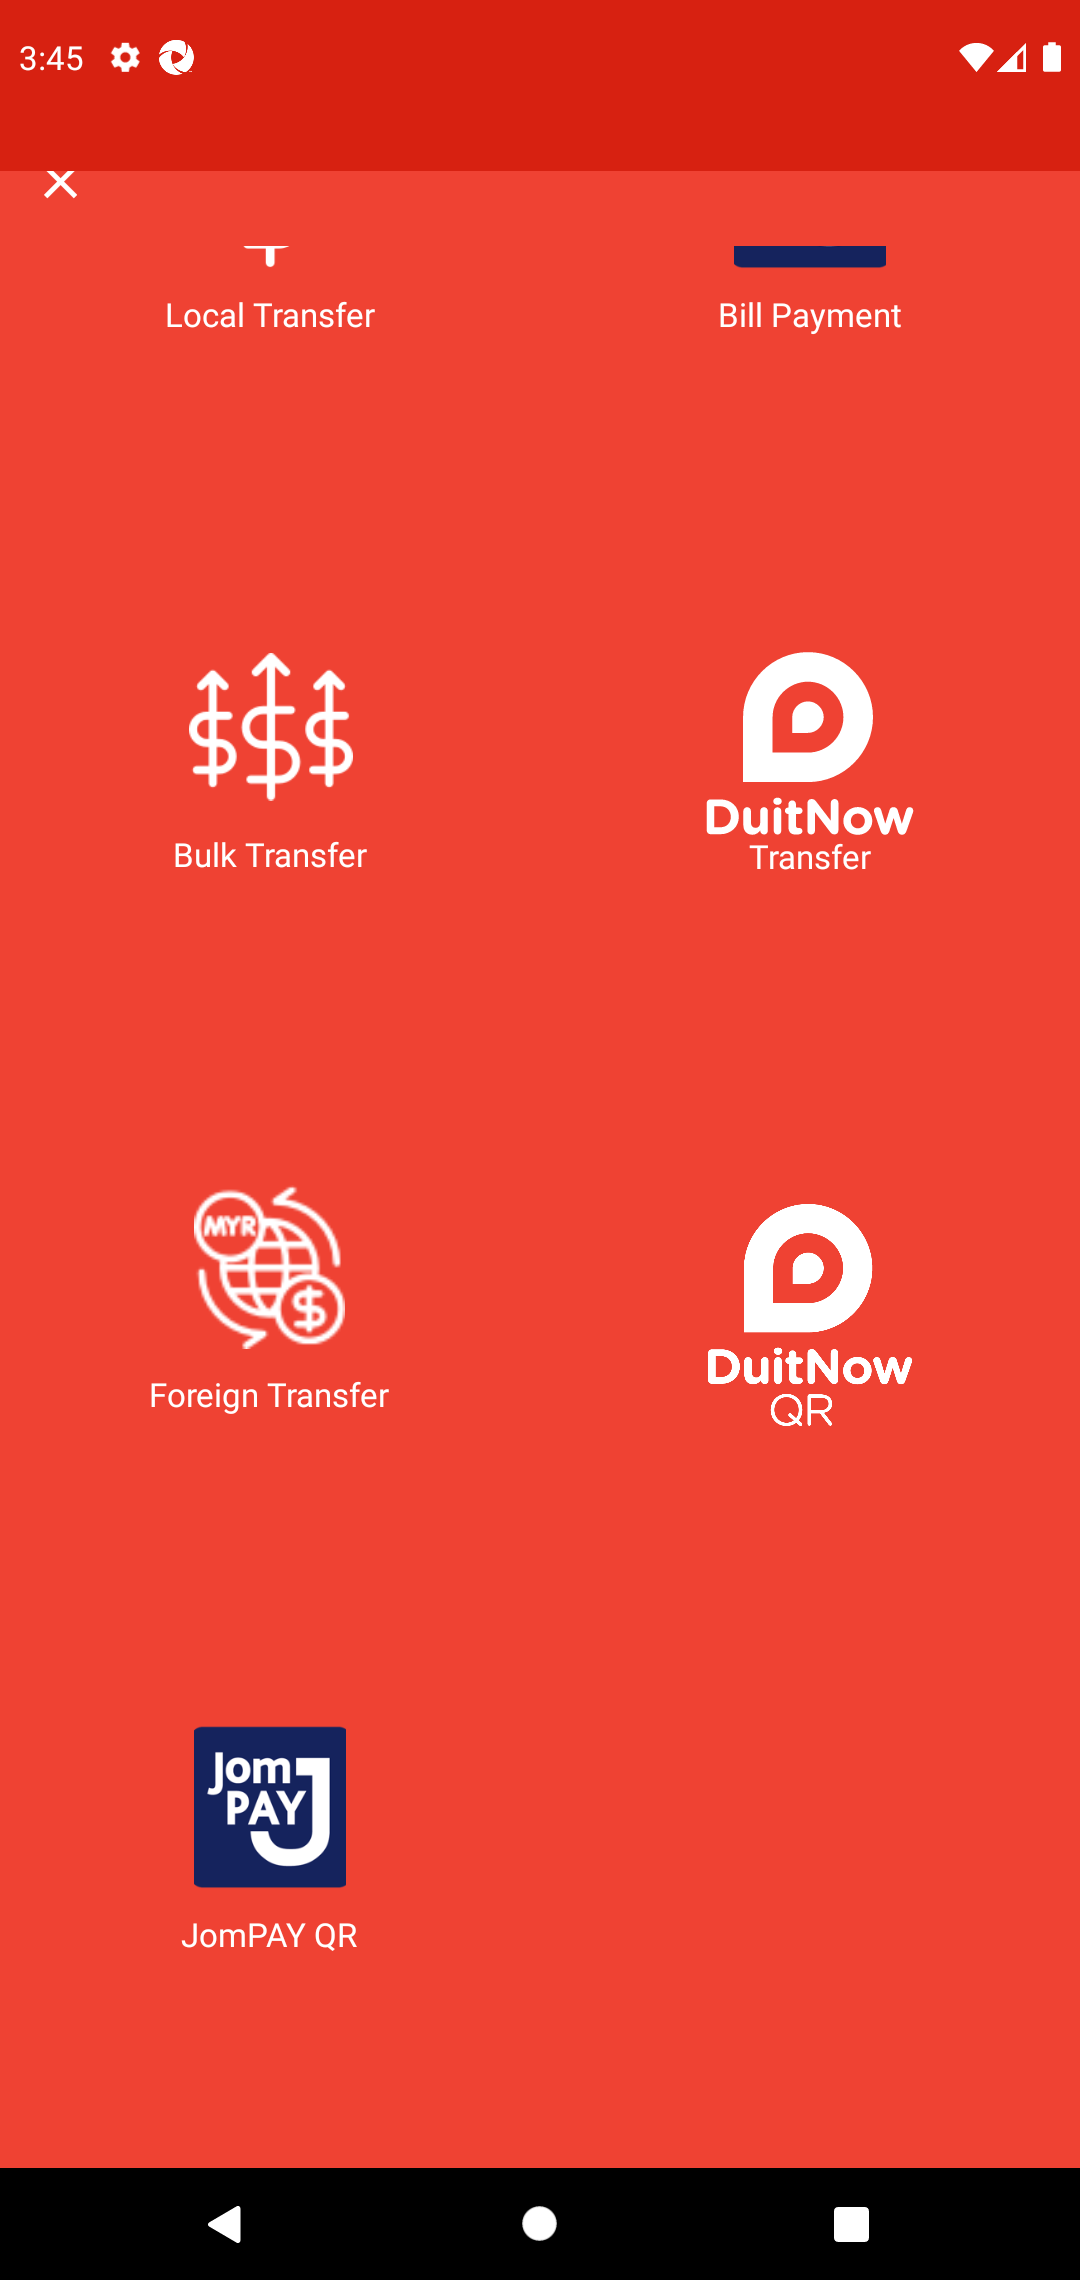 3:45
Local Transfer
Bill Payment
$ $ $
Bulk Transfer
DuitNow
Transfer
MYR
$
Foreign Transfer
DuitNow
QR
Jom
PAY J
JomPAY QR